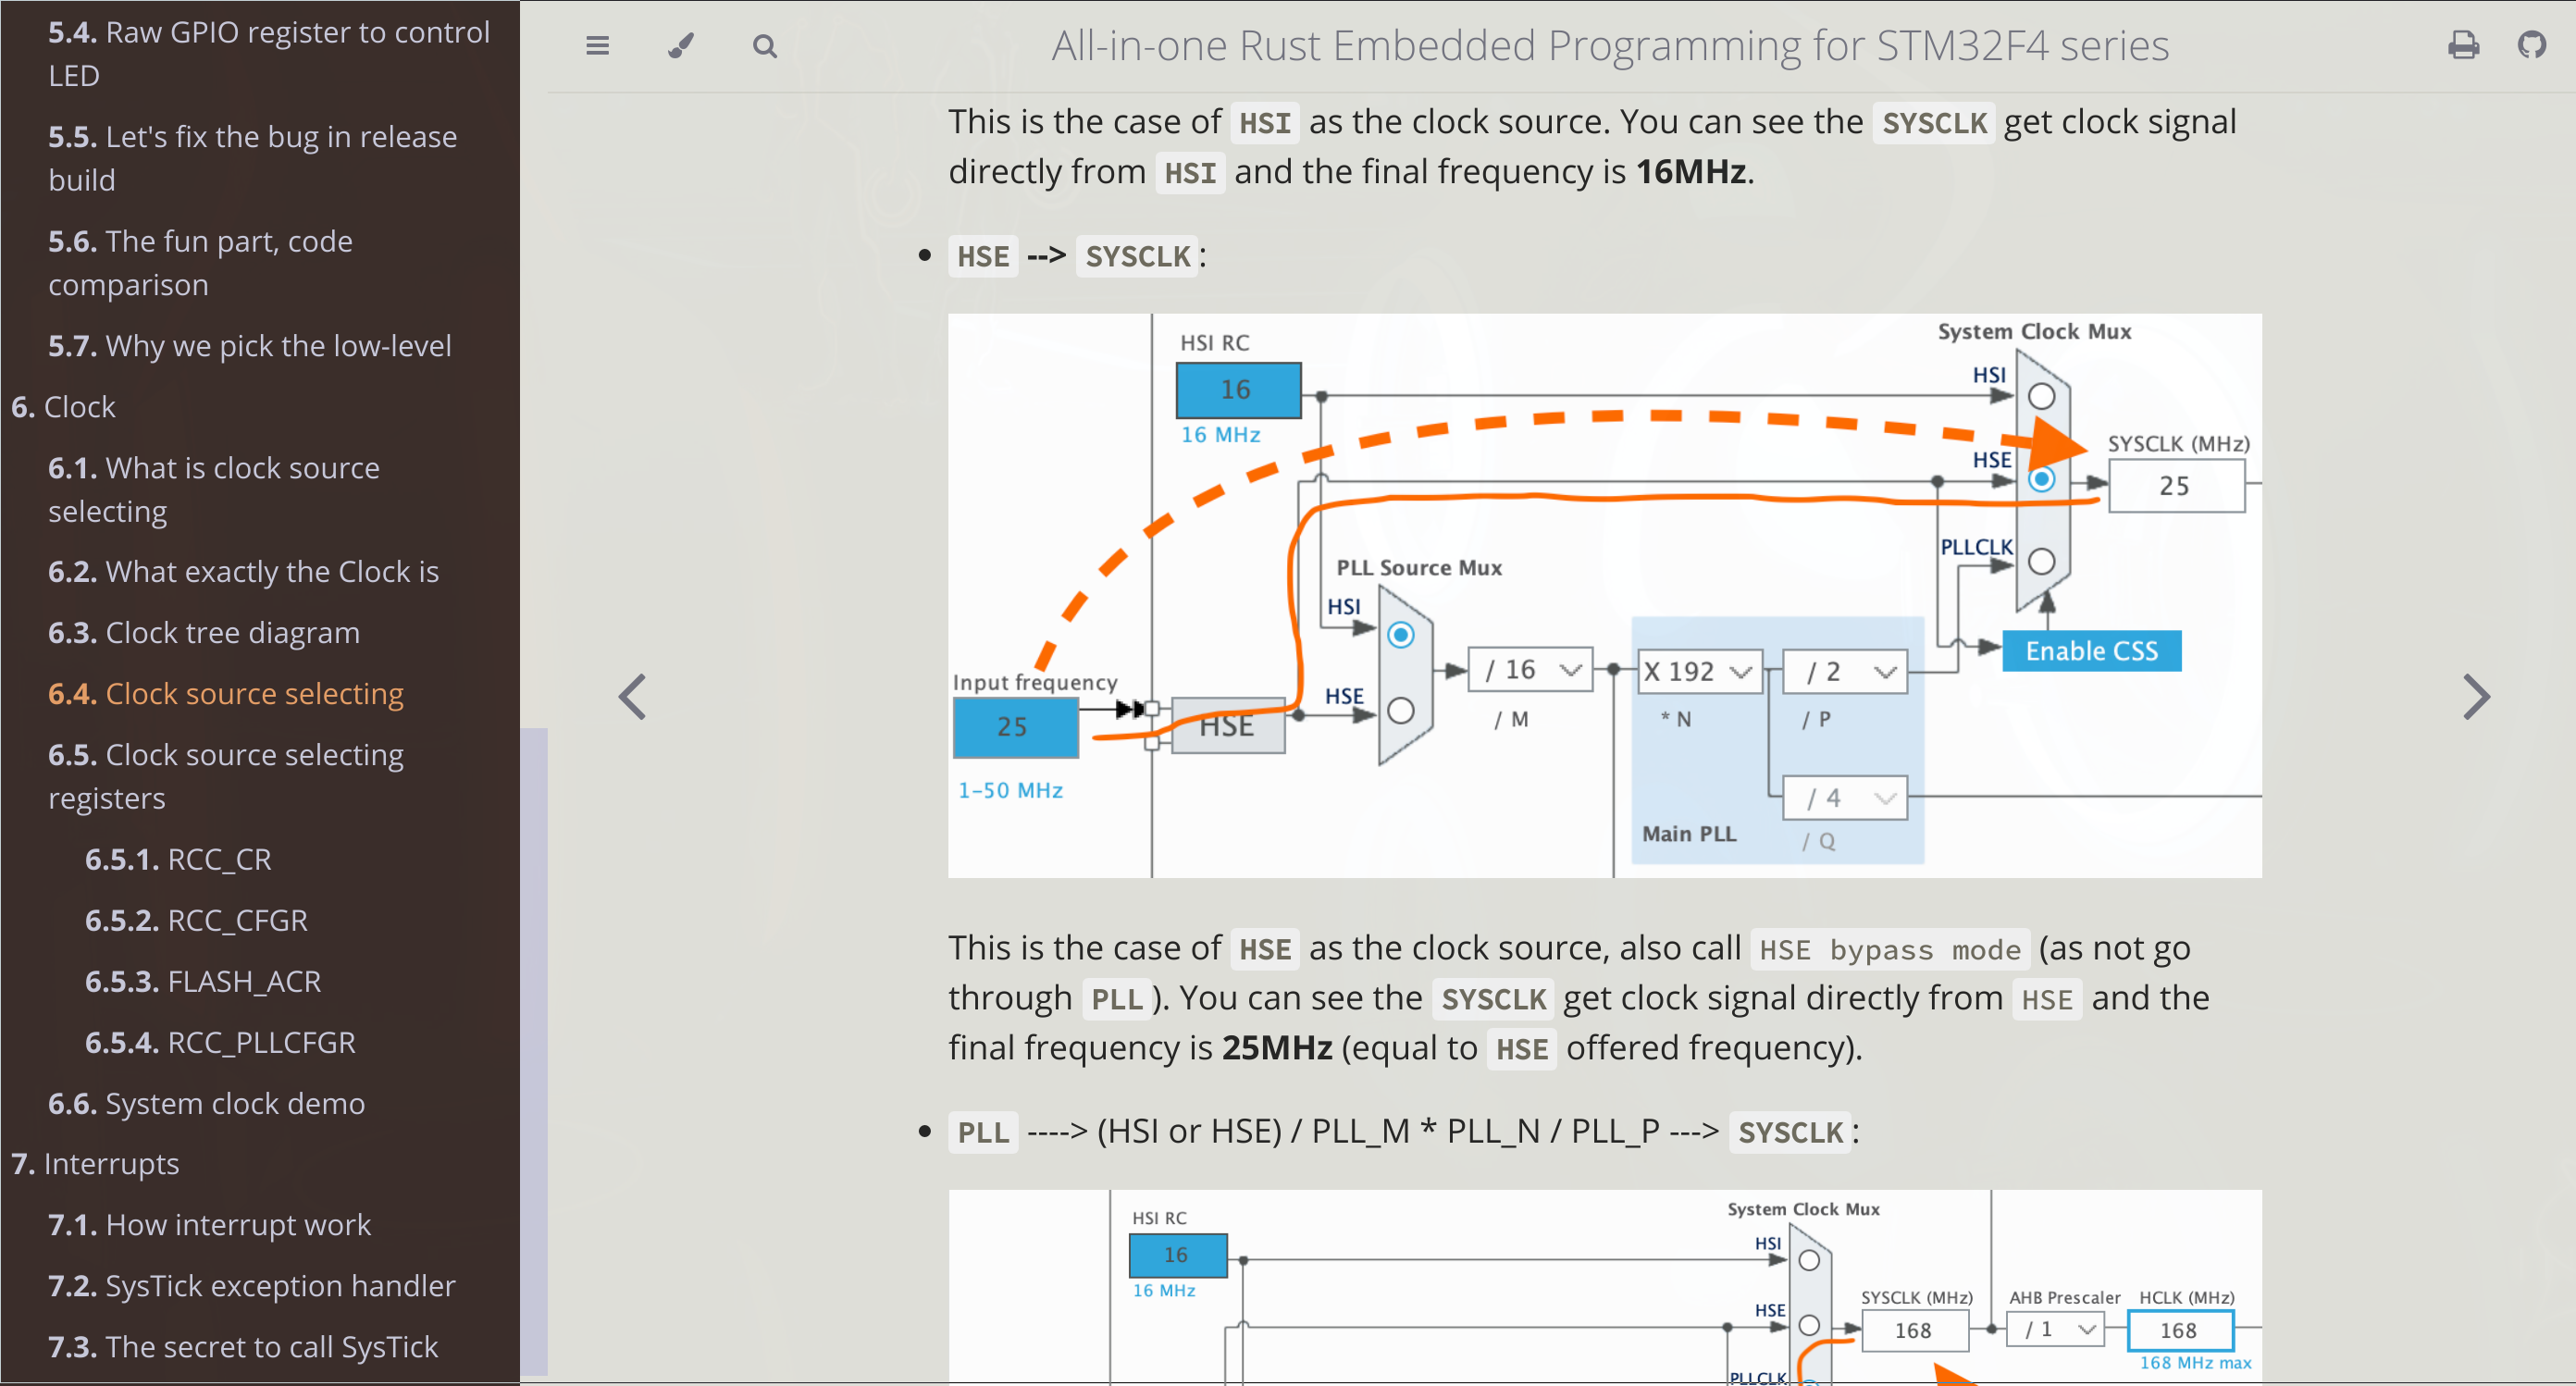 5.4. Raw GPIO register to control
LED
5.5. Let's fix the bug in release
build
5.6. The fun part, code
comparison
5.7. Why we pick the low-level
6. Clock
6.1. What is clock source
selecting
6.2. What exactly the Clock is
6.3. Clock tree diagram
6.4. Clock source selecting
6.5. Clock source selecting
registers
6.5.1. RCC_CR
6.5.2. RCC_CFGR
6.5.3. FLASH_ACR
6.5.4. RCC_PLLCFGR
6.6. System clock demo
7. Interrupts
7.1. How interrupt work
7.2. SysTick exception handler
7.3. The secret to call SysTick
All-in-one Rust Embedded Programming for STM32F4 series
This is the case of HSI as the clock source. You can see the SYSCLK get clock signal
directly from HSI and the final frequency is 16MHz.
• HSE --> SYSCLK:
System Clock Mux
HSI RC
HSI
16
16 MHz
SYSCLK (MHz)
HSE
25
PLLCLK
PLL Source Mux
HSI
Enable CSS
/ 16
X 192
/ 2
Input frequency
HSE
25
HSE
/ M
* N
/ P
1-50 MHz
/ 4
Main PLL
/ Q
This is the case of HSE as the clock source, also call HSE bypass mode (as not go
through PLL). You can see the SYSCLK get clock signal directly from HSE and the
final frequency is 25MHz (equal to HSE offered frequency).
• PLL ----> (HSI or HSE) / PLL_M * PLL_N / PLL_P ---> SYSCLK:
System Clock Mux
HSI RC
HSI
16
16 MHz
SYSCLK (MHz) AHB Prescaler HCLK (MHz)
HSE
168
/ 1
168
168 MHz max
PLLCLK